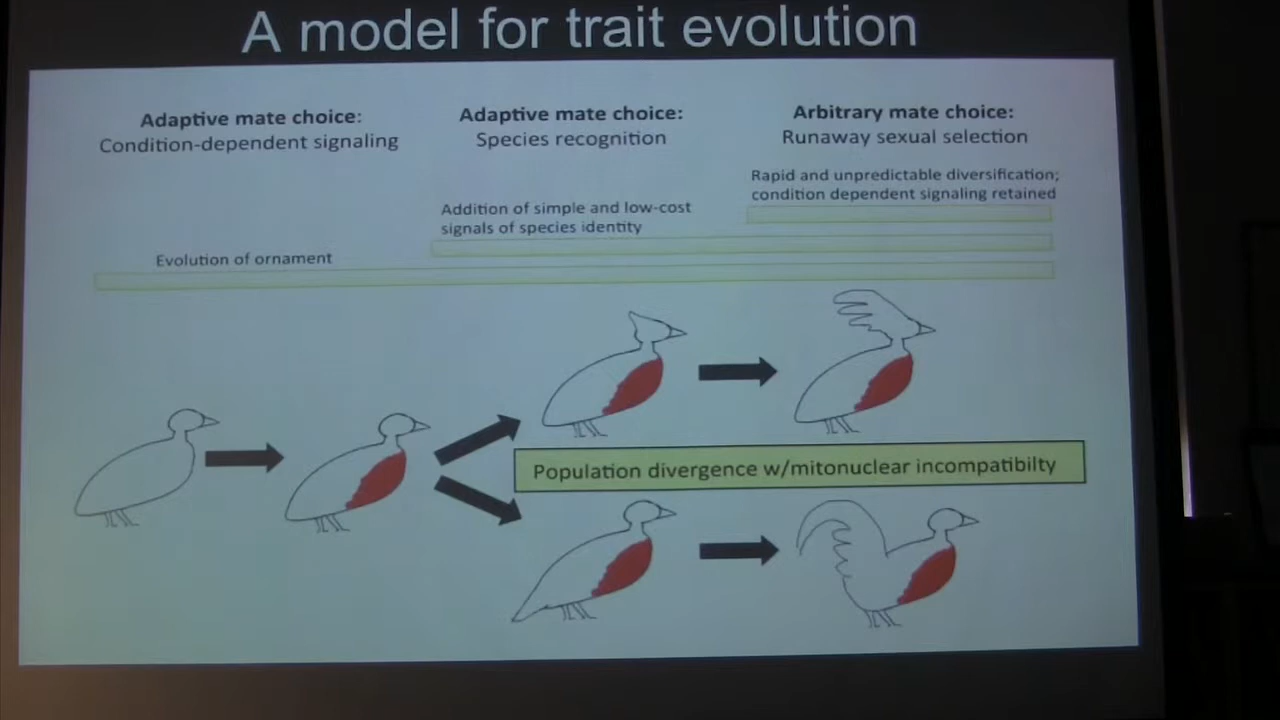 A model for trait evolution
Adaptive mate choice:
Condition-dependent signaling
Adaptive mate choice:
Species recognition
Arbitrary mate choice:
Runaway sexual selection
Rapid and unpredictable diversification;
condition dependent signaling retained
Addition of simple and low-cost
signals of species identity
Evolution of ornament
Population divergence w/mitonuclear incompatibilty